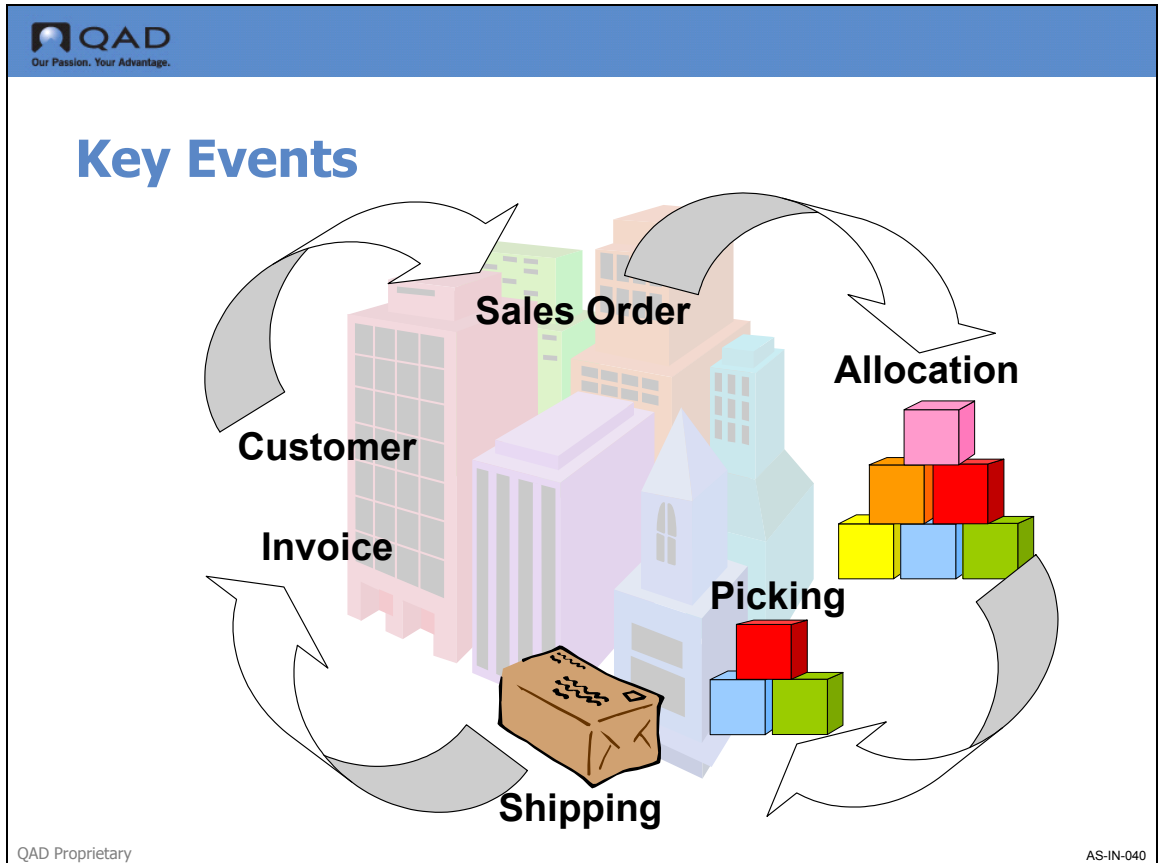 QAD
Our Passion. Your Advantage.
Key Events
Sales Order
Allocation
Customer
Invoice
Picking
Shipping
QAD Proprietary
AS-IN-040